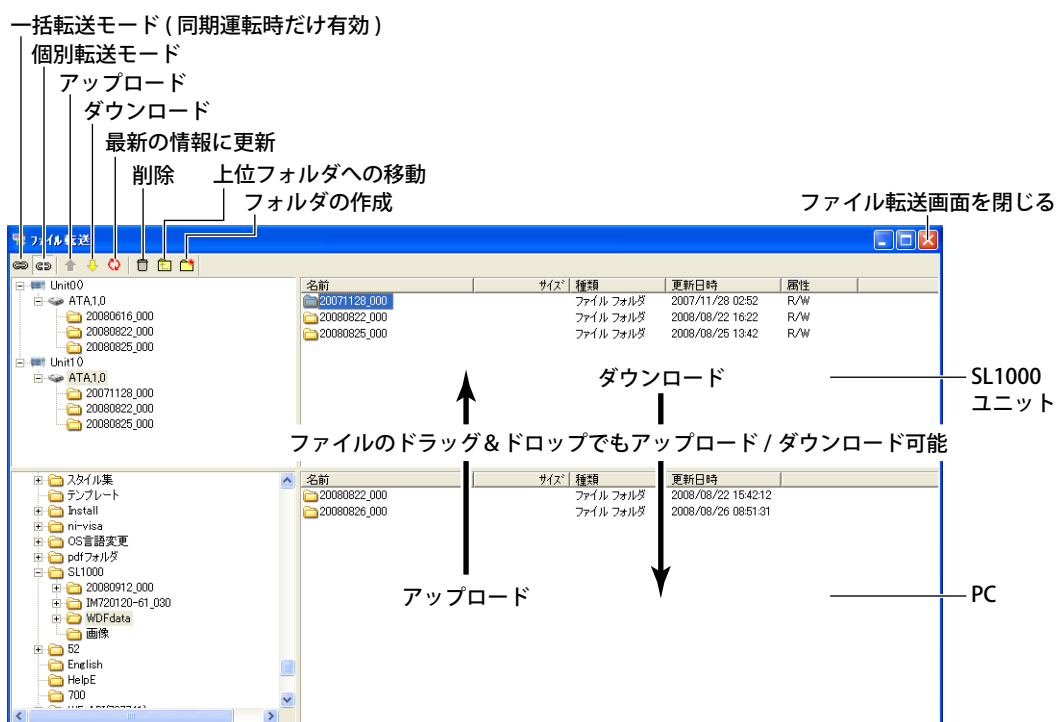 一括転送モード ( 同期運転時だけ有効 )
個別転送モード
アップロード
ダウンロード
最新の情報に更新
削除
上位フォルダへの移動
フォルダの作成
ファイル転送画面を閉じる
ファイル転送
Unit00
ATA,1,0
20080616_000
20080822_000
20080825_000
Unit10
ATA,1,0
20071128_000
20080822_000
20080825_000
名前 サイズ 種類 更新日時 属性
20071128_000 ファイル フォルダ 2007/11/28 02:52 R/W
20080822_000 ファイル フォルダ 2008/08/22 16:22 R/W
20080825_000 ファイル フォルダ 2008/08/25 13:42 R/W
ダウンロード
SL1000
ユニット
ファイルのドラッグ＆ドロップでもアップロード / ダウンロード可能
スタイル集
テンプレート
Install
ni-visa
OS言語変更
pdfフォルダ
SL1000
20080912_000
IM720120-61_030
WDFdata
画像
52
English
HelpE
700
名前 サイズ 種類 更新日時
20080822_000 ファイル フォルダ 2008/08/22 15:42:12
20080826_000 ファイル フォルダ 2008/08/26 08:51:31
アップロード
PC